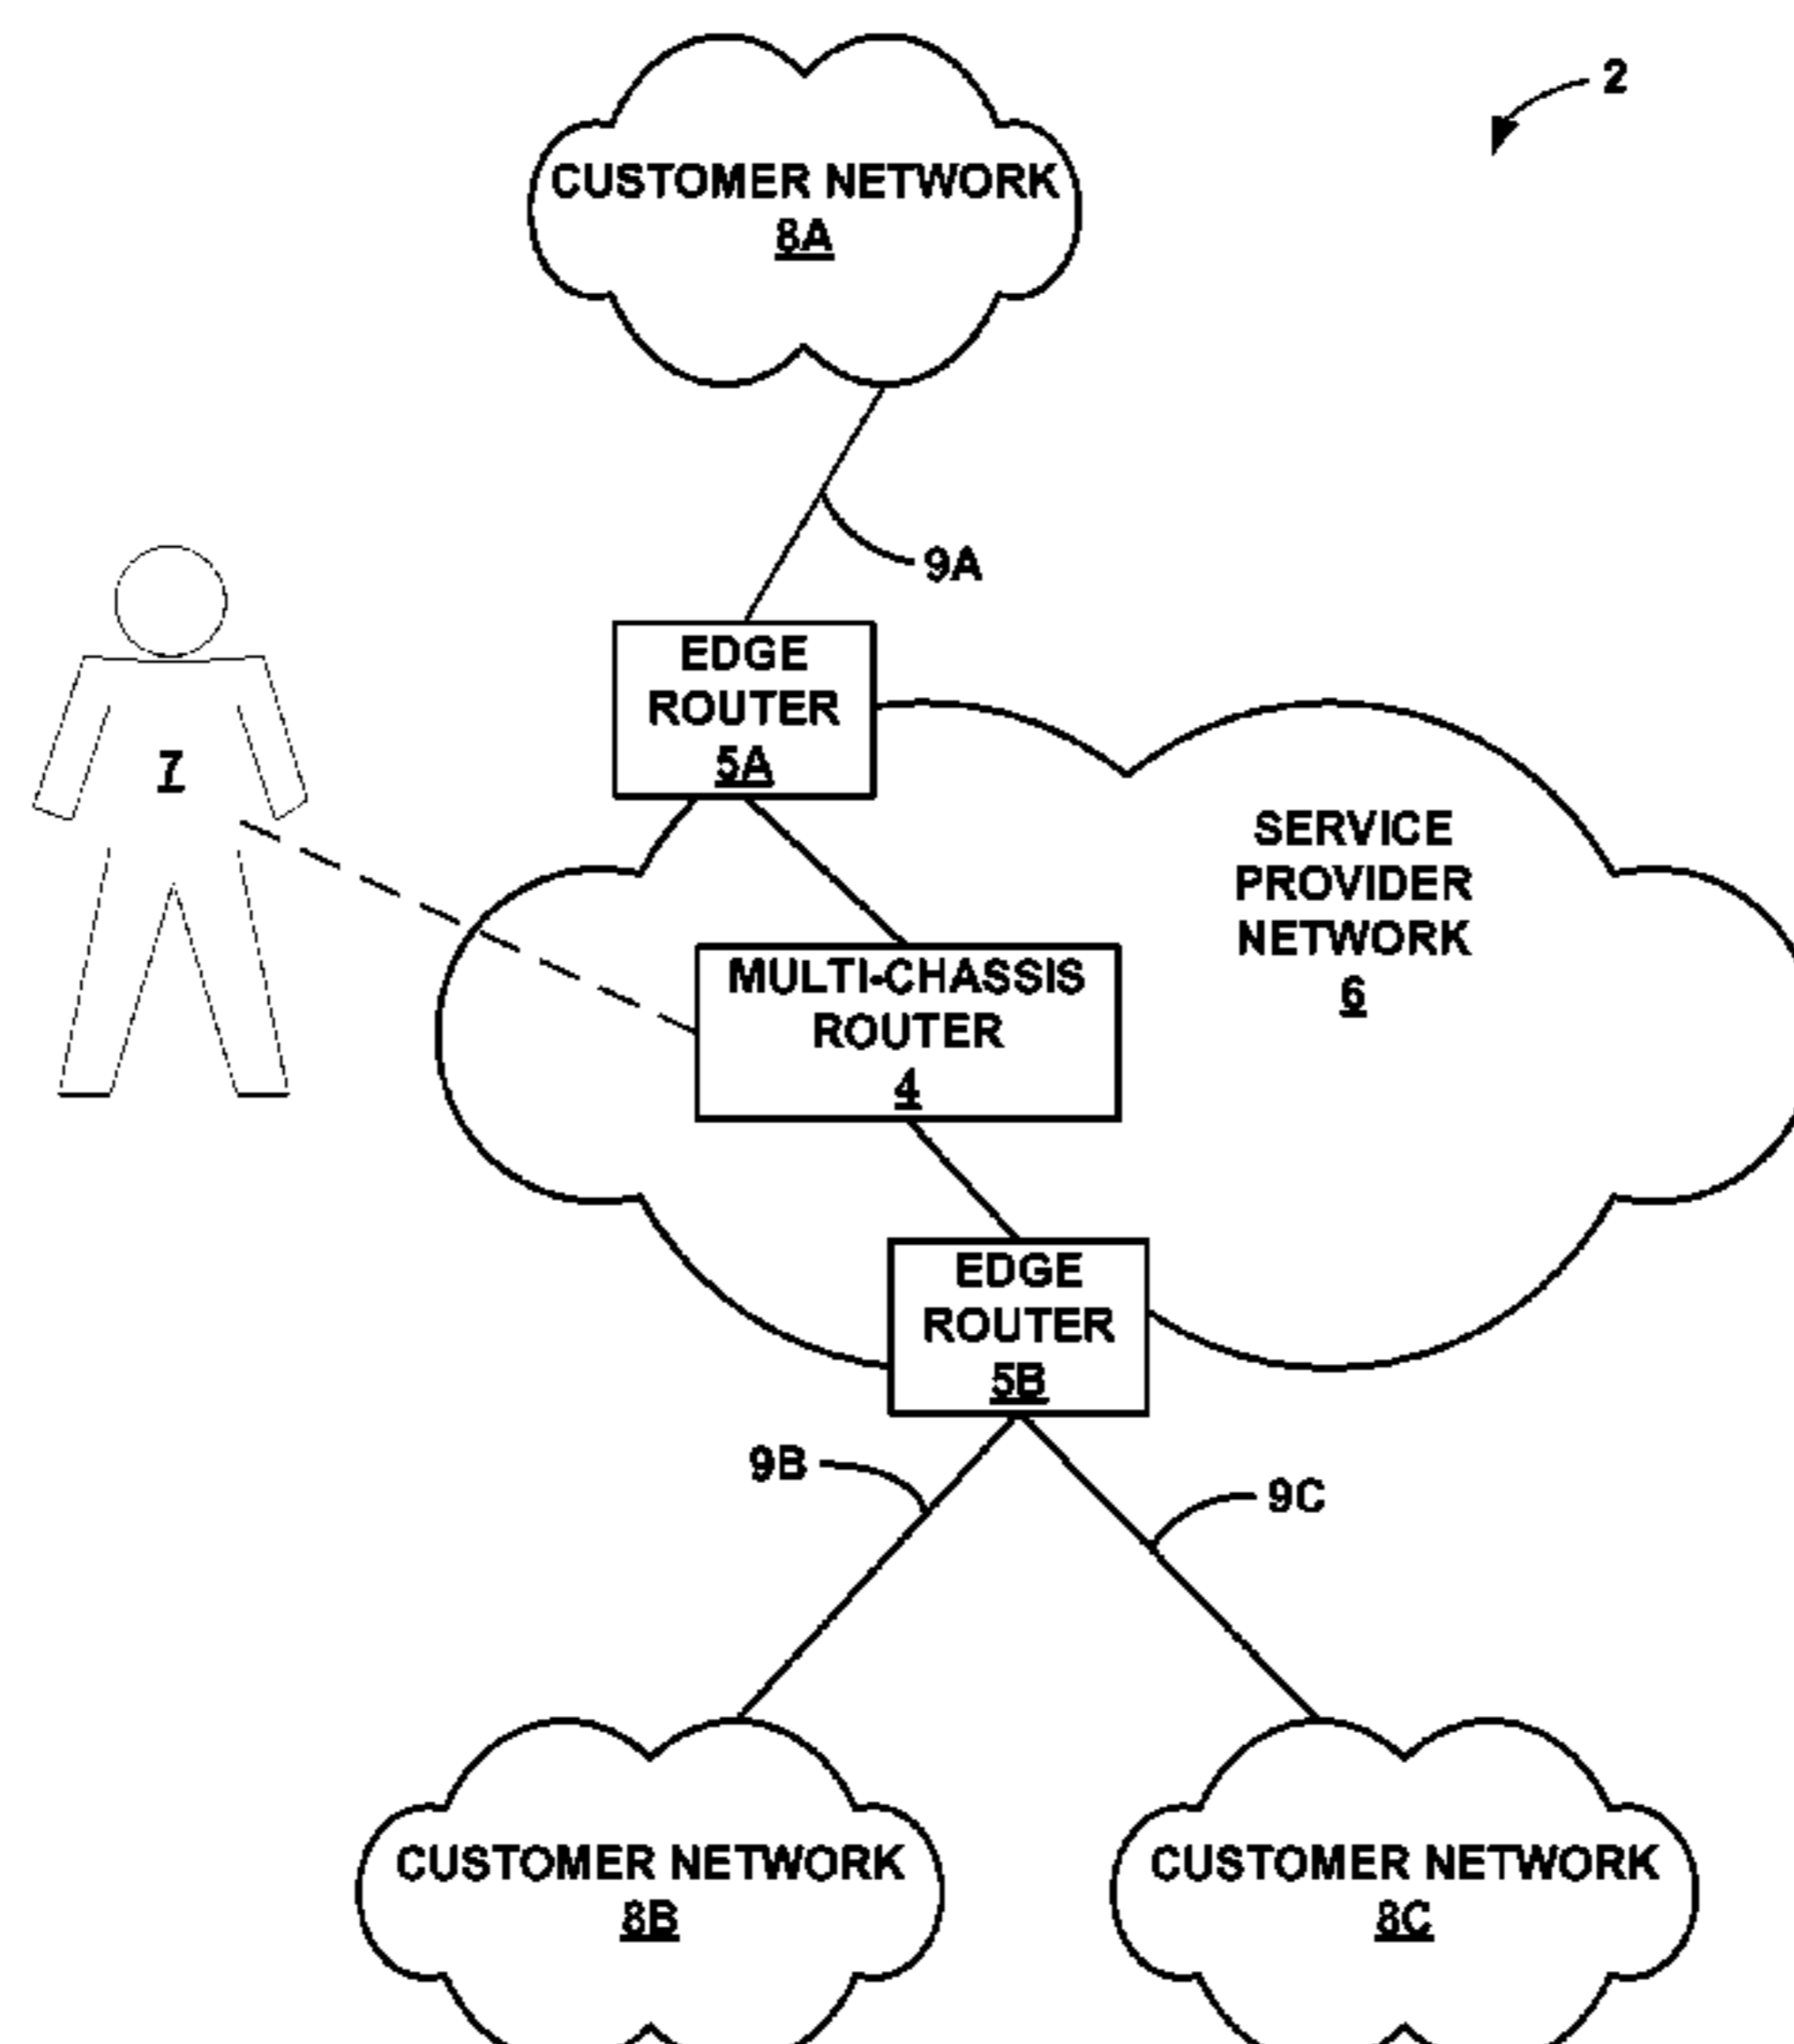 2
CUSTOMER NETWORK
8A
9A
EDGE
ROUTER
5A
7
SERVICE
PROVIDER
NETWORK
6
MULTI-CHASSIS
ROUTER
4
EDGE
ROUTER
5B
9B
9C
CUSTOMER NETWORK
8B
CUSTOMER NETWORK
8C